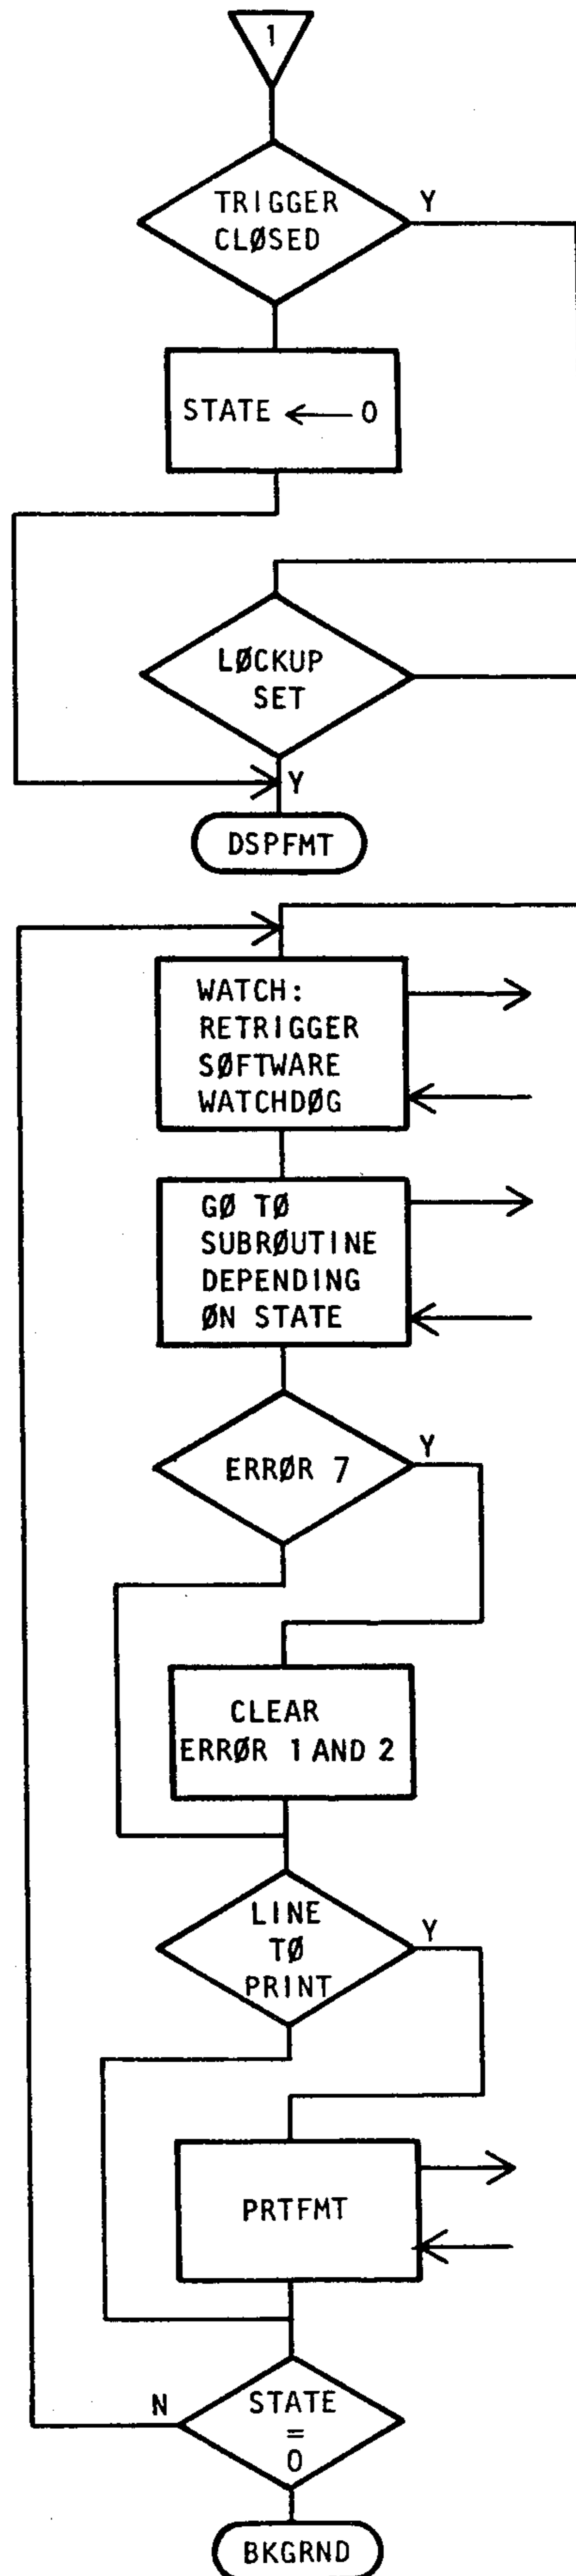 1
TRIGGER
CLØSED
Y
STATE ← 0
LØCKUP
SET
Y
DSPFMT
WATCH:
RETRIGGER
SØFTWARE
WATCHDØG
GØ TØ
SUBRØUTINE
DEPENDING
ØN STATE
ERRØR 7
Y
CLEAR
ERRØR 1 AND 2
LINE
TØ
PRINT
Y
PRTFMT
N
STATE
=
0
BKGRND